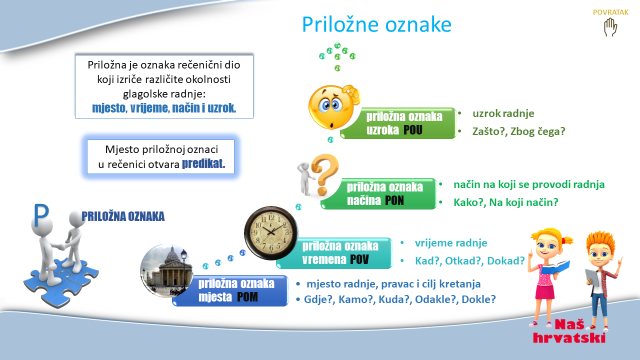 Priložne oznake
POVRATAK
Priložna je oznaka rečenični dio
koji izriče različite okolnosti
glagolske radnje:
mjesto, vrijeme, način i uzrok.
Mjesto priložnoj oznaci
u rečenici otvara predikat.
P
PRILOŽNA OZNAKA
priložna oznaka
uzroka POU
• uzrok radnje
• Zašto?, Zbog čega?
priložna oznaka
načina PON
• način na koji se provodi radnja
• Kako?, Na koji način?
priložna oznaka
vremena POV
• vrijeme radnje
• Kad?, Otkad?, Dokad?
priložna oznaka
mjesta POM
• mjesto radnje, pravac i cilj kretanja
• Gdje?, Kamo?, Kuda?, Odakle?, Dokle?
Naš
hrvatski